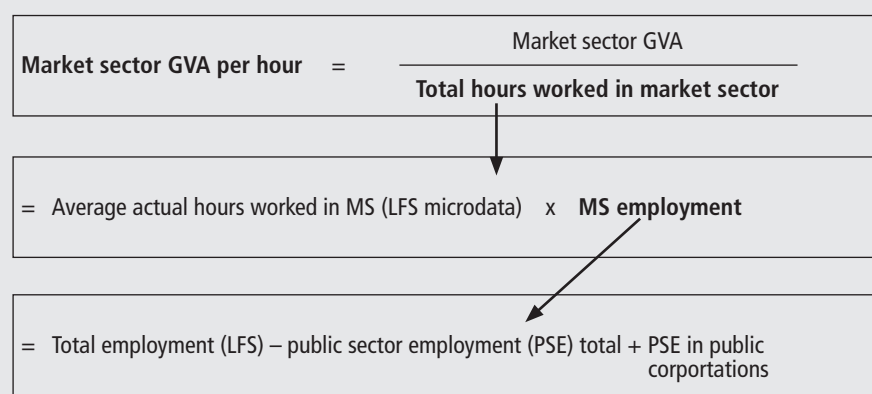 Market sector GVA
Market sector GVA per hour =
Total hours worked in market sector
= Average actual hours worked in MS (LFS microdata) x MS employment
= Total employment (LFS) – public sector employment (PSE) total + PSE in public
corportations